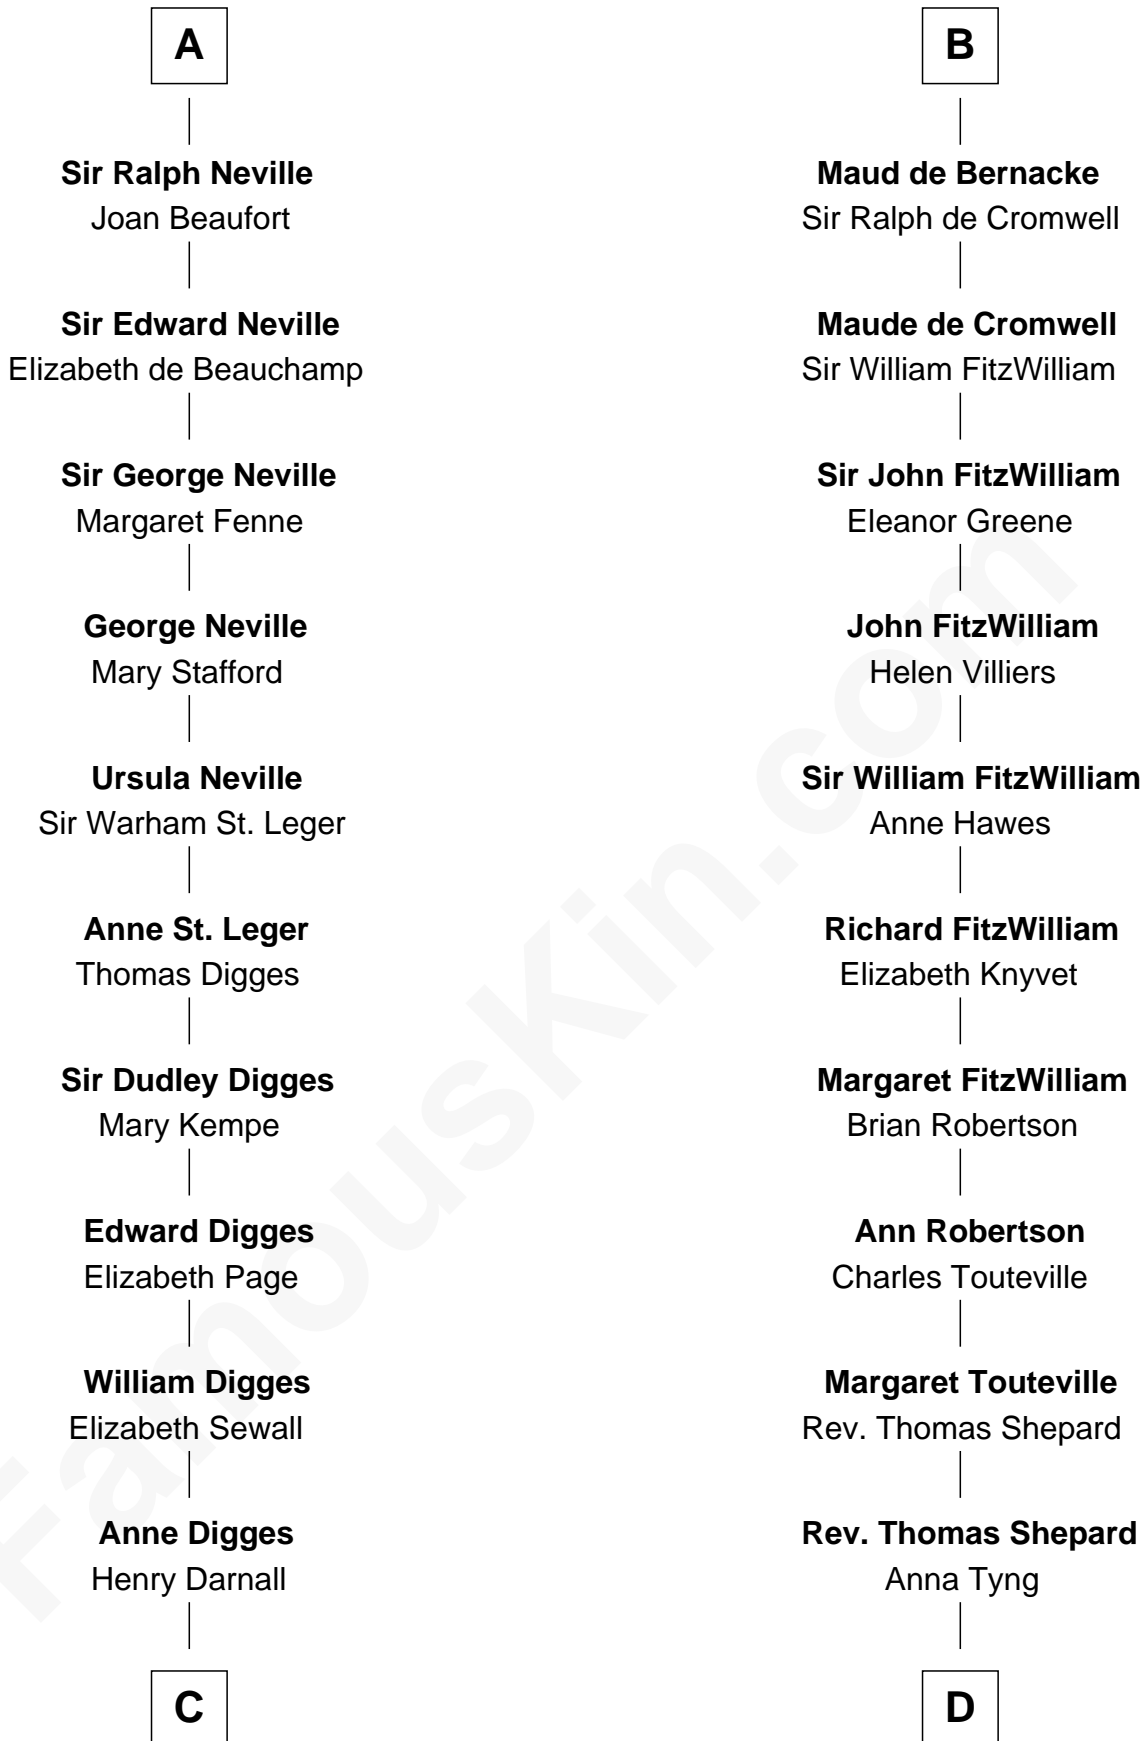 A
Sir Ralph Neville
Joan Beaufort
Sir Edward Neville
Elizabeth de Beauchamp
Sir George Neville
Margaret Fenne
George Neville
Mary Stafford
Ursula Neville
Sir Warham St. Leger
Anne St. Leger
Thomas Digges
Sir Dudley Digges
Mary Kempe
Edward Digges
Elizabeth Page
William Digges
Elizabeth Sewall
Anne Digges
Henry Darnall
C
B
Maud de Bernacke
Sir Ralph de Cromwell
Maude de Cromwell
Sir William FitzWilliam
Sir John FitzWilliam
Eleanor Greene
John FitzWilliam
Helen Villiers
Sir William FitzWilliam
Anne Hawes
Richard FitzWilliam
Elizabeth Knyvet
Margaret FitzWilliam
Brian Robertson
Ann Robertson
Charles Touteville
Margaret Touteville
Rev. Thomas Shepard
Rev. Thomas Shepard
Anna Tyng
D
FamousKin.com